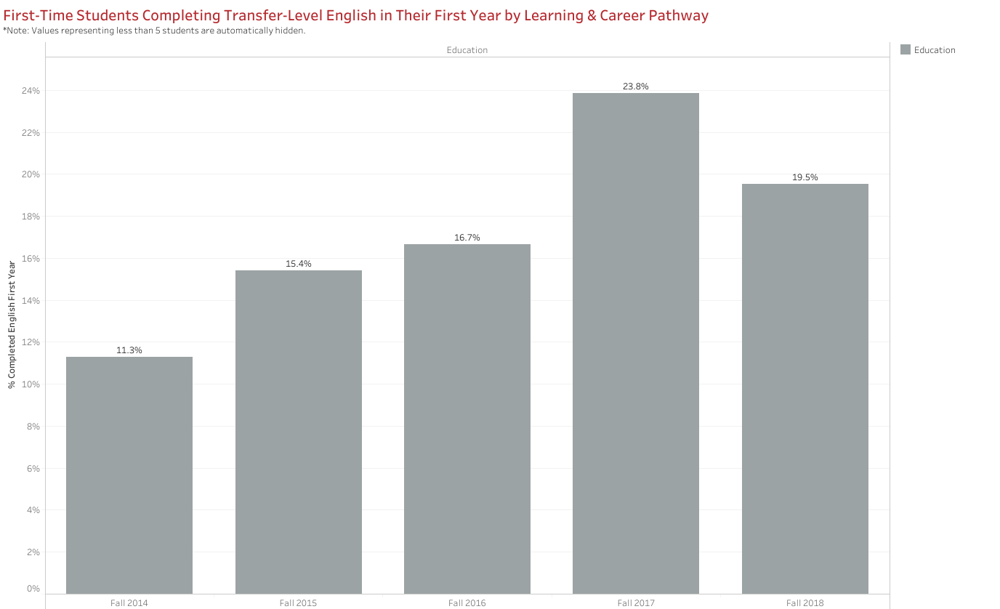 First-Time Students Completing Transfer-Level English in Their First Year by Learning & Career Pathway
*Note: Values representing less than 5 students are automatically hidden.
Education
Education
% Completed English First Year
24%
22%
20%
18%
16%
14%
12%
10%
8%
6%
4%
2%
0%
11.3%
15.4%
16.7%
23.8%
19.5%
Fall 2014
Fall 2015
Fall 2016
Fall 2017
Fall 2018